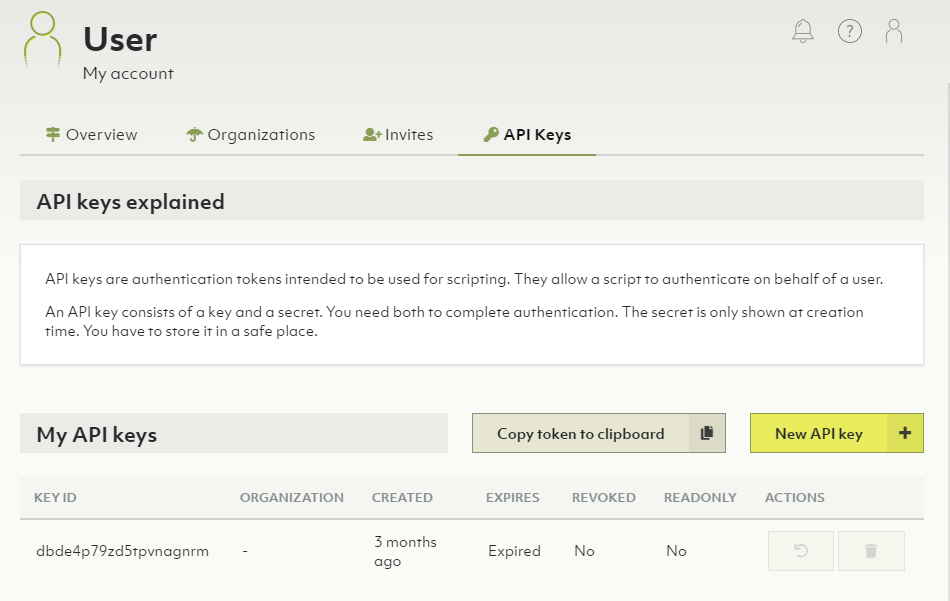 User
My account
?
Overview Organizations Invites API Keys
API keys explained
API keys are authentication tokens intended to be used for scripting. They allow a script to authenticate on behalf of a user.
An API key consists of a key and a secret. You need both to complete authentication. The secret is only shown at creation
time. You have to store it in a safe place.
My API keys Copy token to clipboard New API key +
KEY ID ORGANIZATION CREATED EXPIRES REVOKED READONLY ACTIONS
dbde4p79zd5tpvnagnrm - 3 months ago Expired No No